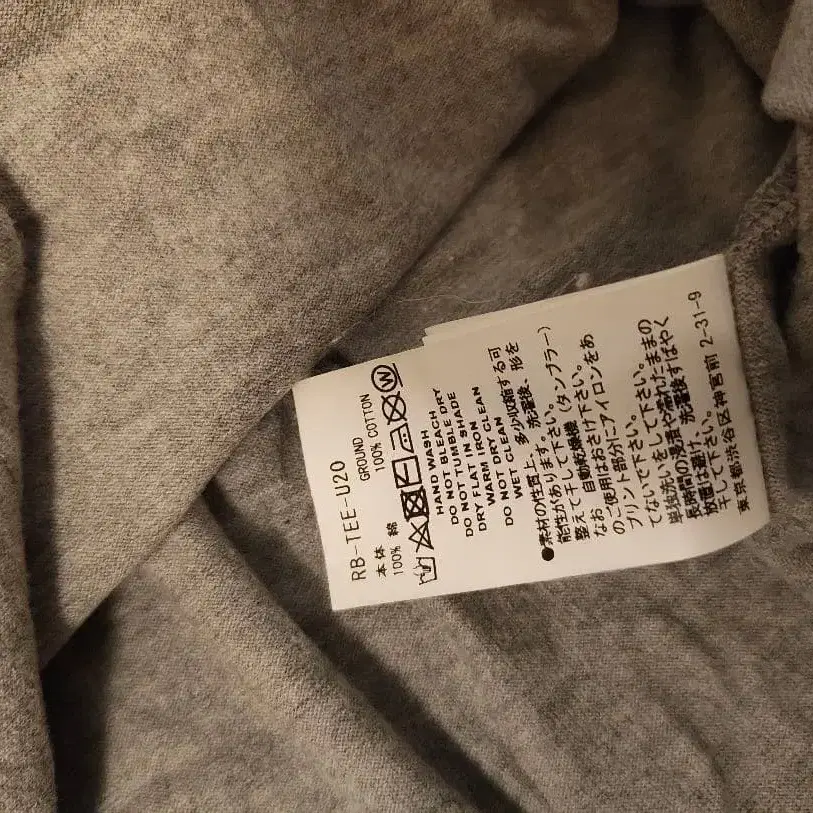 RB-TEE-U20
本体 GROUND
100% 綿 100% COTTON
W
HAND WASH
DO NOT BLEACH DRY
DO NOT TUMBLE DRY
DRY FLAT IN SHADE
WARM IRON
DO NOT DRY CLEAN
WET CLEAN
●素材の性質上、多少収縮する可
能性があります。洗濯後、形を
整えて干して下さい。
なお、自動乾燥機(タンブラー)
のご使用はおさけ下さい。
プリント部分にアイロンをあ
てないで下さい。
単独洗いをして下さい。
長時間の浸漬や濡れたままの
放置は避け、洗濯後すばやく
干して下さい。
東京都渋谷区神宮前 2-31-9